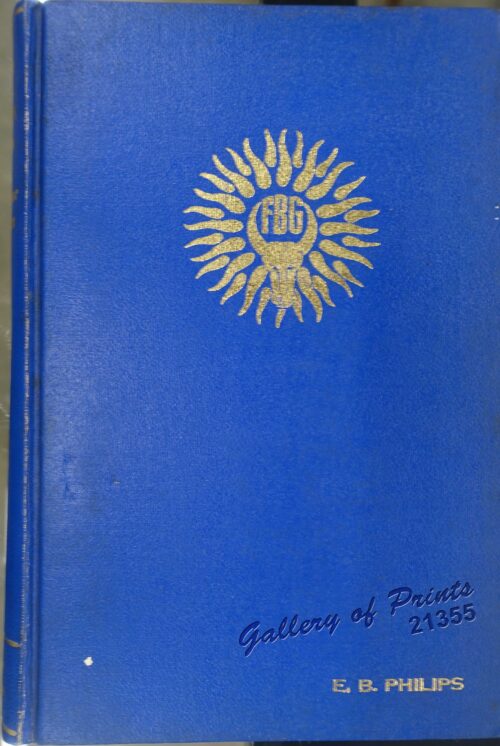 FBG
Gallery of Prints
21355
E. B. PHILIPS